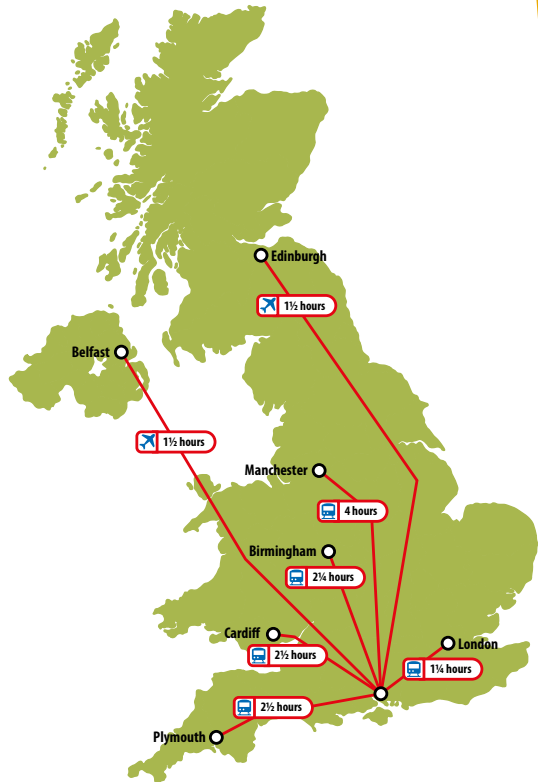 Edinburgh
1½ hours
Belfast
1½ hours
Manchester
4 hours
Birmingham
2¼ hours
Cardiff
2½ hours
London
1¼ hours
2½ hours
Plymouth